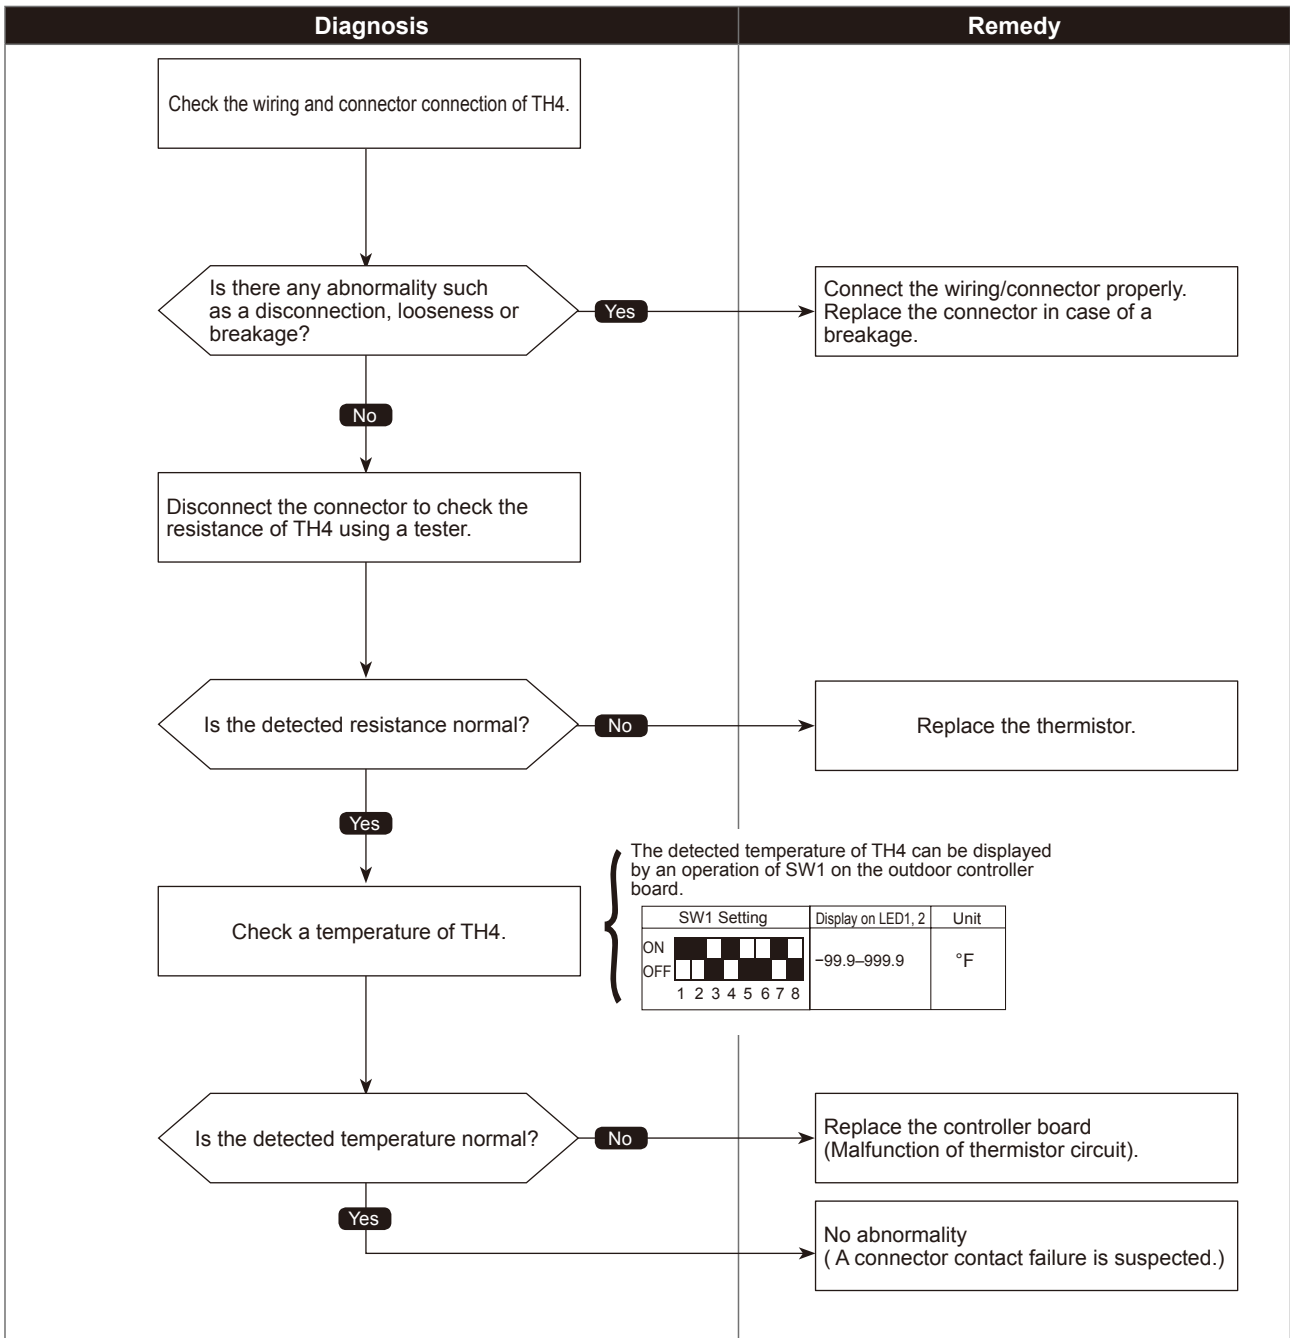 Diagnosis
Remedy
Check the wiring and connector connection of TH4.
Is there any abnormality such
as a disconnection, looseness or
breakage?
Yes
Connect the wiring/connector properly.
Replace the connector in case of a
breakage.
No
Disconnect the connector to check the
resistance of TH4 using a tester.
Is the detected resistance normal?
No
Replace the thermistor.
Yes
The detected temperature of TH4 can be displayed
by an operation of SW1 on the outdoor controller
board.
Check a temperature of TH4.
SW1 Setting Display on LED1, 2 Unit
ON
OFF
−99.9–999.9 °F
1 2 3 4 5 6 7 8
Is the detected temperature normal?
No
Replace the controller board
(Malfunction of thermistor circuit).
Yes
No abnormality
( A connector contact failure is suspected.)